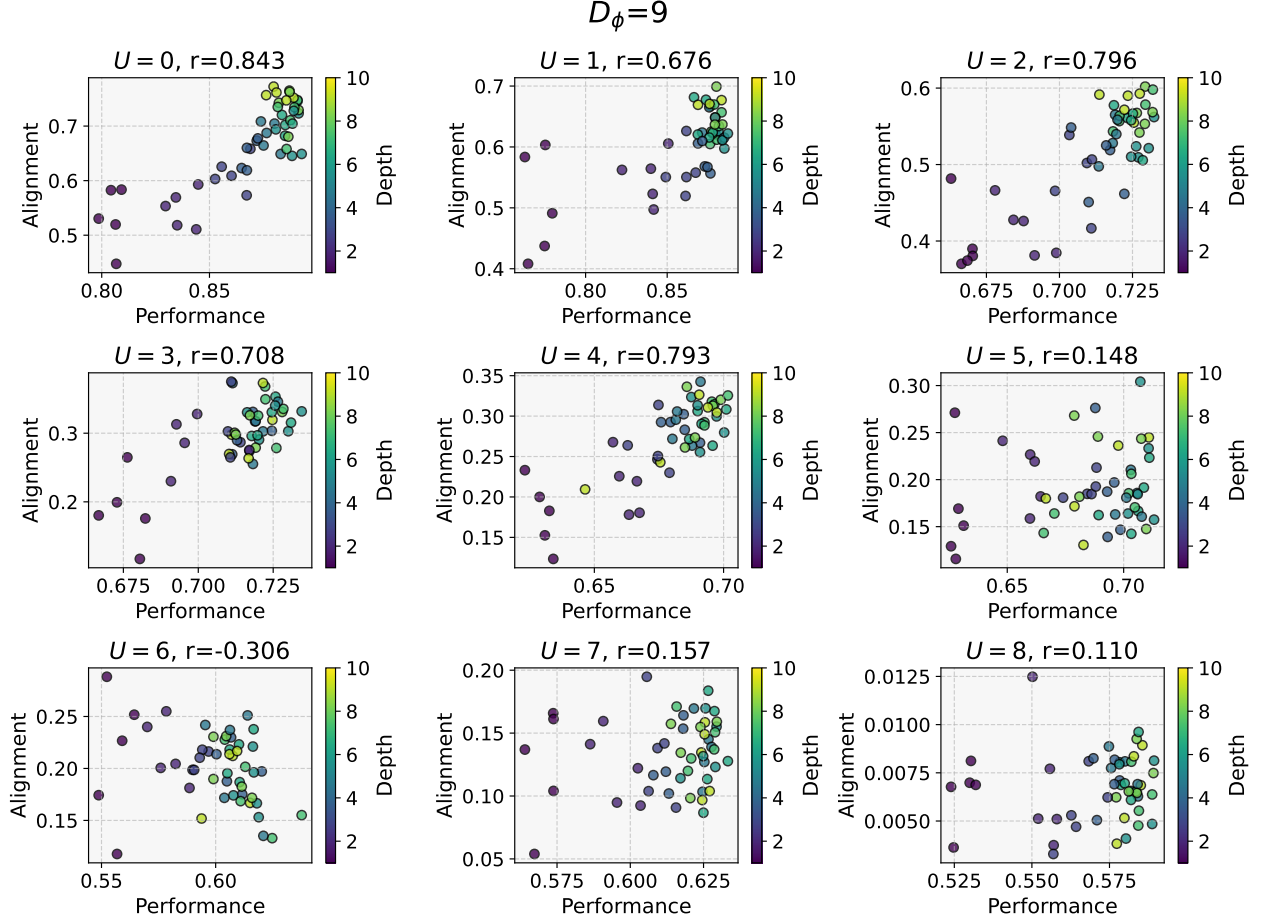 D_ϕ=9
U = 0, r=0.843
0.7
0.6
0.5
0.80
0.85
Alignment
Performance
10
8
6
4
2
Depth
U = 1, r=0.676
0.7
0.6
0.5
0.4
0.80
0.85
Alignment
Performance
10
8
6
4
2
Depth
U = 2, r=0.796
0.6
0.5
0.4
0.675
0.700
0.725
Alignment
Performance
10
8
6
4
2
Depth
U = 3, r=0.708
0.3
0.2
0.675
0.700
0.725
Alignment
Performance
10
8
6
4
2
Depth
U = 4, r=0.793
0.35
0.30
0.25
0.20
0.15
0.65
0.70
Alignment
Performance
10
8
6
4
2
Depth
U = 5, r=0.148
0.30
0.25
0.20
0.15
0.65
0.70
Alignment
Performance
10
8
6
4
2
Depth
U = 6, r=-0.306
0.25
0.20
0.15
0.55
0.60
Alignment
Performance
10
8
6
4
2
Depth
U = 7, r=0.157
0.20
0.15
0.10
0.05
0.575
0.600
0.625
Alignment
Performance
10
8
6
4
2
Depth
U = 8, r=0.110
0.0125
0.0100
0.0075
0.0050
0.525
0.550
0.575
Alignment
Performance
10
8
6
4
2
Depth